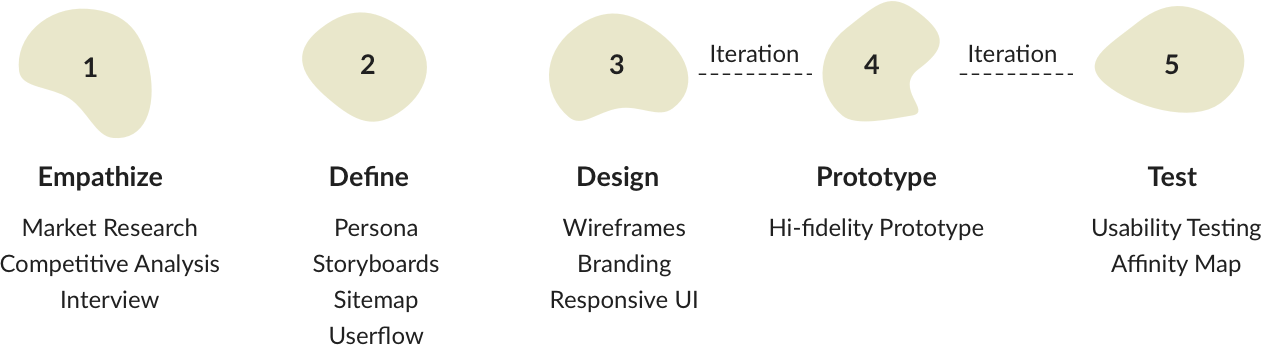 1
2
3
Iteration
4
Iteration
5
Empathize
Market Research
Competitive Analysis
Interview
Define
Persona
Storyboards
Sitemap
Userflow
Design
Wireframes
Branding
Responsive UI
Prototype
Hi-fidelity Prototype
Test
Usability Testing
Affinity Map